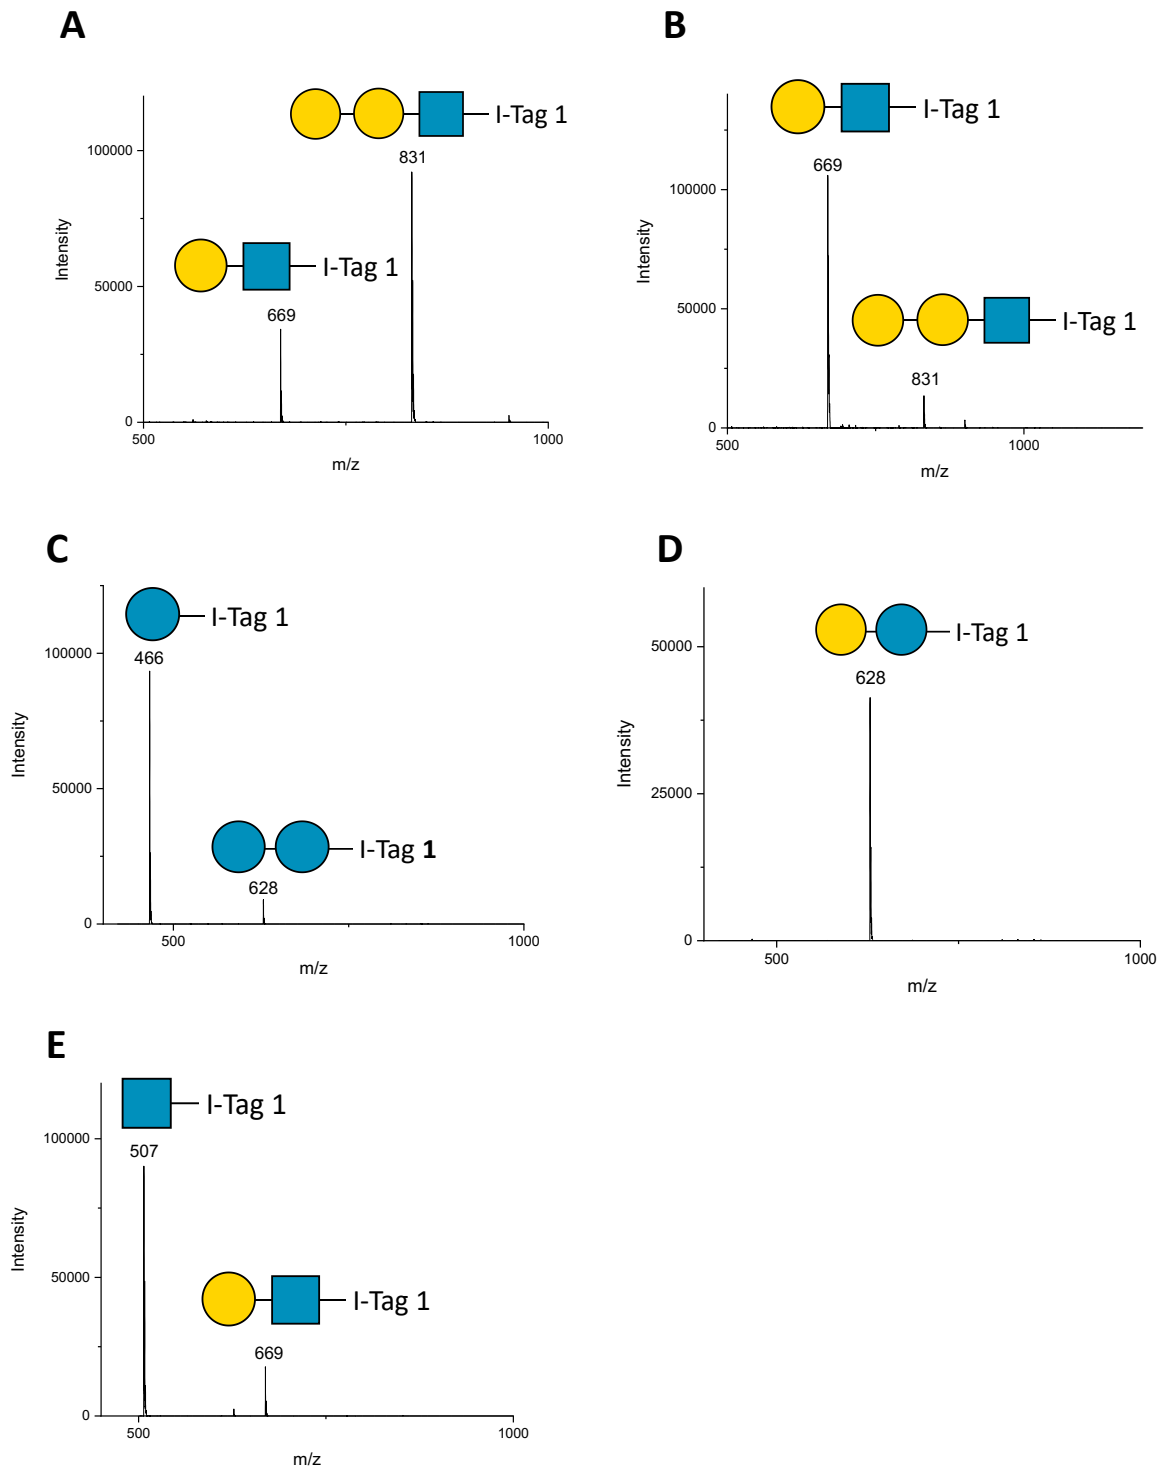 A
I-Tag 1
831
I-Tag 1
669
100000
50000
0
500
1000
Intensity
m/z
B
I-Tag 1
669
I-Tag 1
831
100000
50000
0
500
1000
Intensity
m/z
C
I-Tag 1
466
I-Tag 1
628
100000
50000
0
500
1000
Intensity
m/z
D
I-Tag 1
628
50000
25000
0
500
1000
Intensity
m/z
E
I-Tag 1
507
I-Tag 1
669
100000
50000
0
500
1000
Intensity
m/z